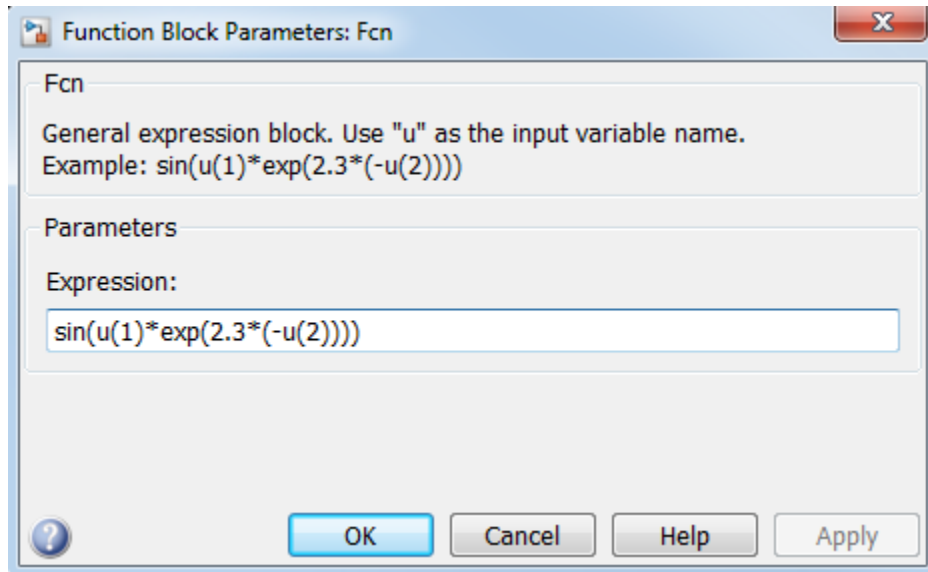 Function Block Parameters: Fcn
Fcn
General expression block. Use "u" as the input variable name.
Example: sin(u(1)*exp(2.3*(-u(2))))
Parameters
Expression:
sin(u(1)*exp(2.3*(-u(2))))
OK Cancel Help Apply